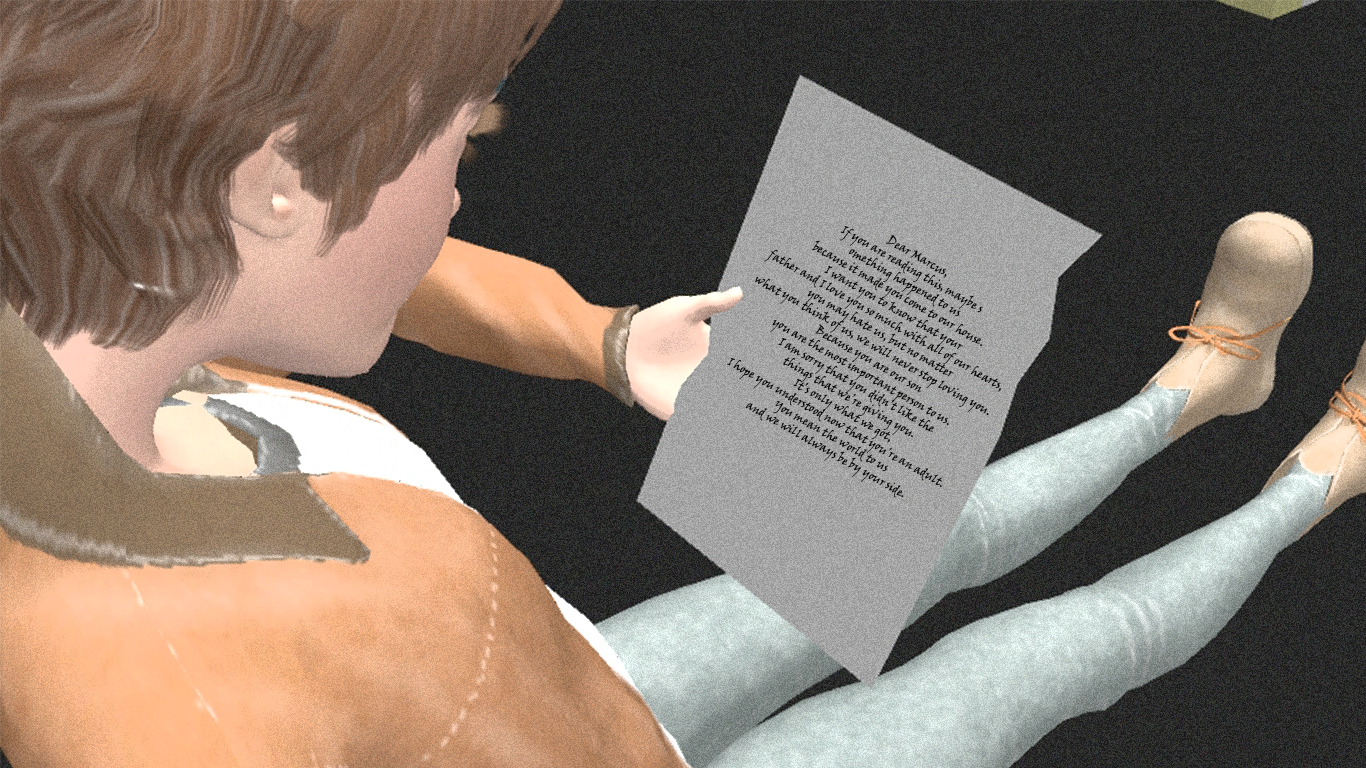 Dear Marcus,
If you are reading this, maybe s
omething happened to us
because it made you come to our house.
I want you to know that your
father and I love you so much with all of our hearts,
you may hate us, but no matter
what you think of us, we will never stop loving you.
Because you are our son
you are the most important person to us.
I am sorry that you didn't like the
things that we're giving you.
It's only what we got,
I hope you understood now that you're an adult.
you mean the world to us
and we will always be by your side.